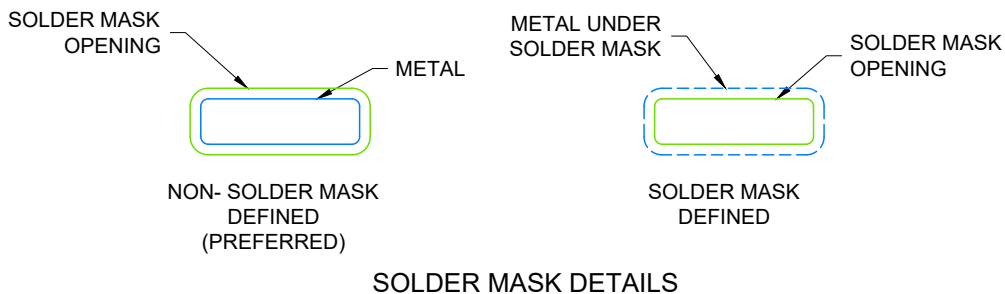 SOLDER MASK
OPENING
METAL
NON- SOLDER MASK
DEFINED
(PREFERRED)
METAL UNDER
SOLDER MASK
SOLDER MASK
OPENING
SOLDER MASK
DEFINED
SOLDER MASK DETAILS